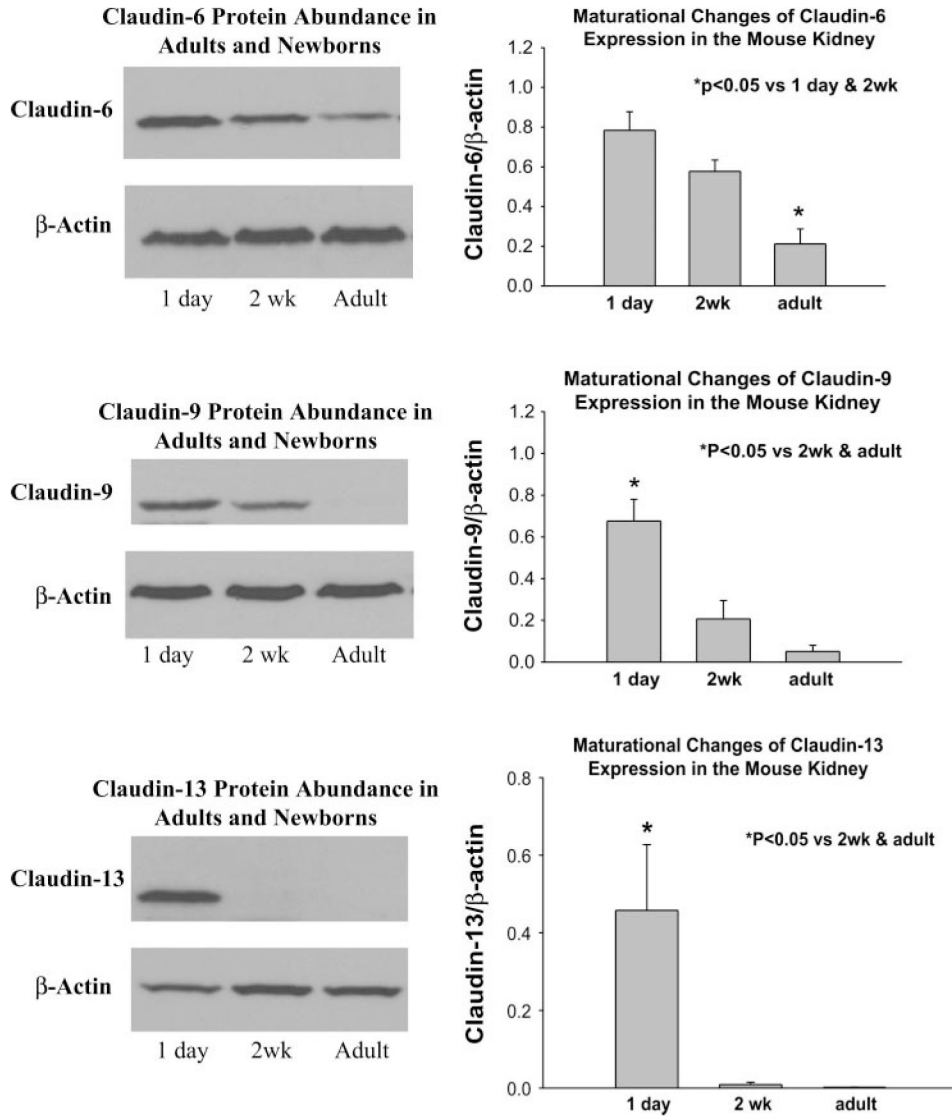 Claudin-6 Protein Abundance in
Adults and Newborns
Claudin-6
β-Actin
1 day 2 wk Adult
Maturational Changes of Claudin-6
Expression in the Mouse Kidney
*p<0.05 vs 1 day & 2wk
Claudin-6/β-actin
1.2
1.0
0.8
0.6
0.4
0.2
0.0
*
1 day 2wk adult
Claudin-9 Protein Abundance in
Adults and Newborns
Claudin-9
β-Actin
1 day 2 wk Adult
Maturational Changes of Claudin-9
Expression in the Mouse Kidney
*P<0.05 vs 2wk & adult
Claudin-9/β-actin
1.2
1.0
0.8
0.6
0.4
0.2
0.0
*
1 day 2wk adult
Claudin-13 Protein Abundance in
Adults and Newborns
Claudin-13
β-Actin
1 day 2wk Adult
Maturational Changes of Claudin-13
Expression in the Mouse Kidney
*P<0.05 vs 2wk & adult
Claudin-13/β-actin
0.8
0.6
0.4
0.2
0.0
*
1 day 2 wk adult